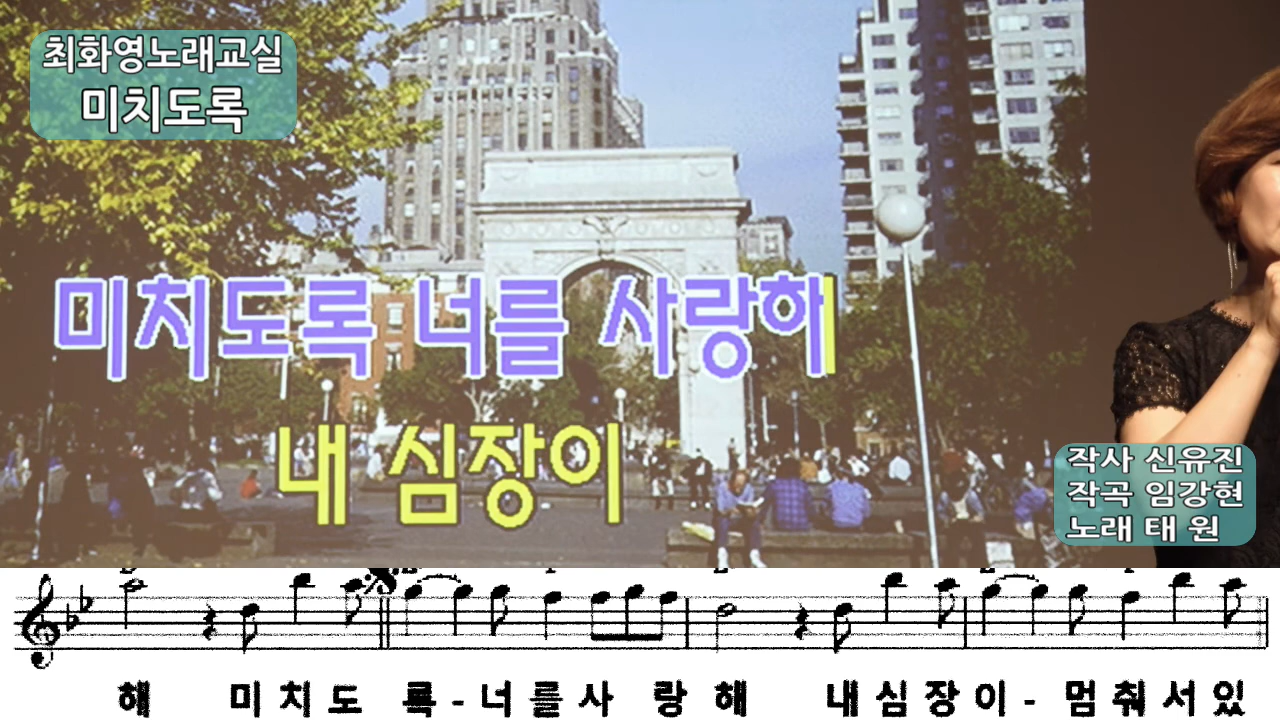 최화영노래교실
미치도록
미치도록 너를 사랑해
내 심장이
작사 신유진
작곡 임강현
노래 태 원
해 미 치 도 록 - 너 를 사 랑 해 내 심 장 이 - 멈 춰 서 있